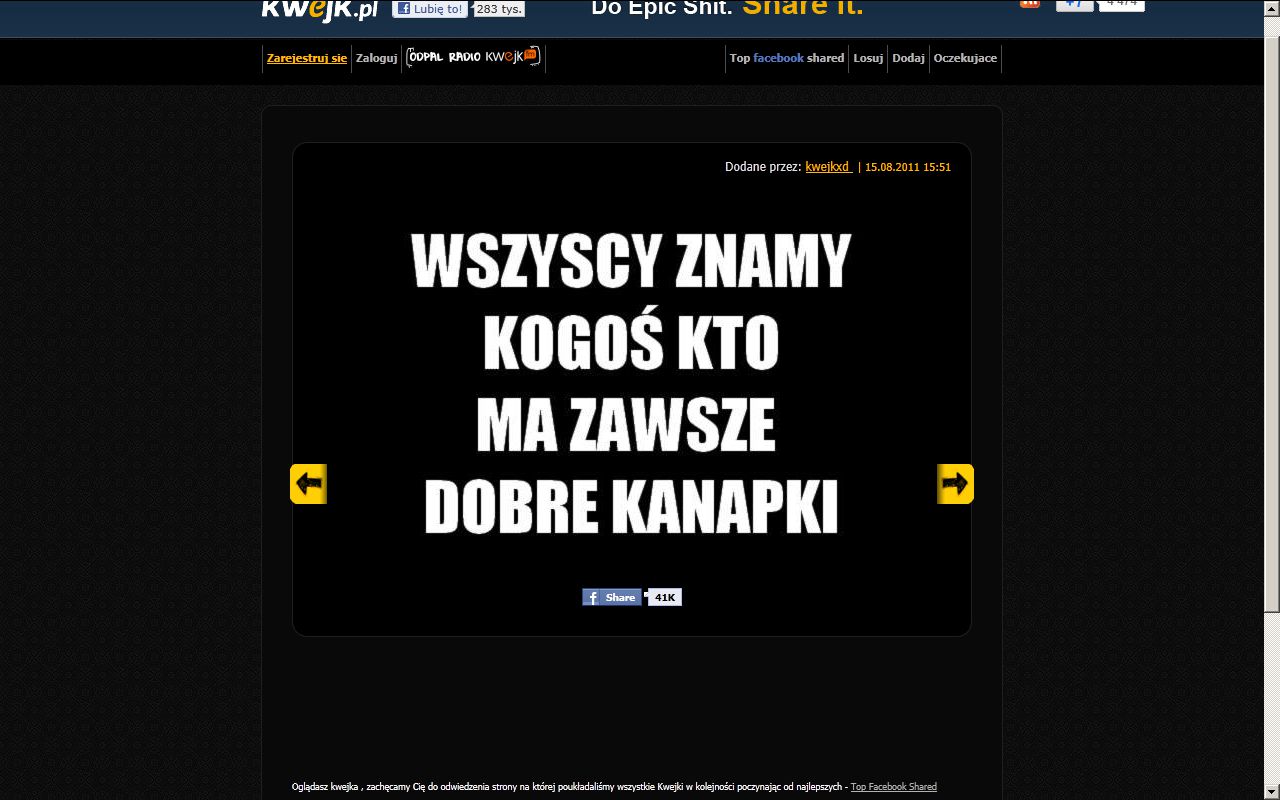 kwejk.pl Lubię to! 283 tys. Do Epic Shit. Share it. +1 4 474
Zarejestruj sie Zaloguj ODPAL RADIO KWEJK Top facebook shared Losuj Dodaj Oczekujace
Dodane przez: kwejkxd | 15.08.2011 15:51
WSZYSCY ZNAMY
KOGOŚ KTO
MA ZAWSZE
DOBRE KANAPKI
f Share 41K
Oglądasz kwejka , zachęcamy Cię do odwiedzenia strony na której poukładaliśmy wszystkie Kwejki w kolejności poczynając od najlepszych - Top Facebook Shared